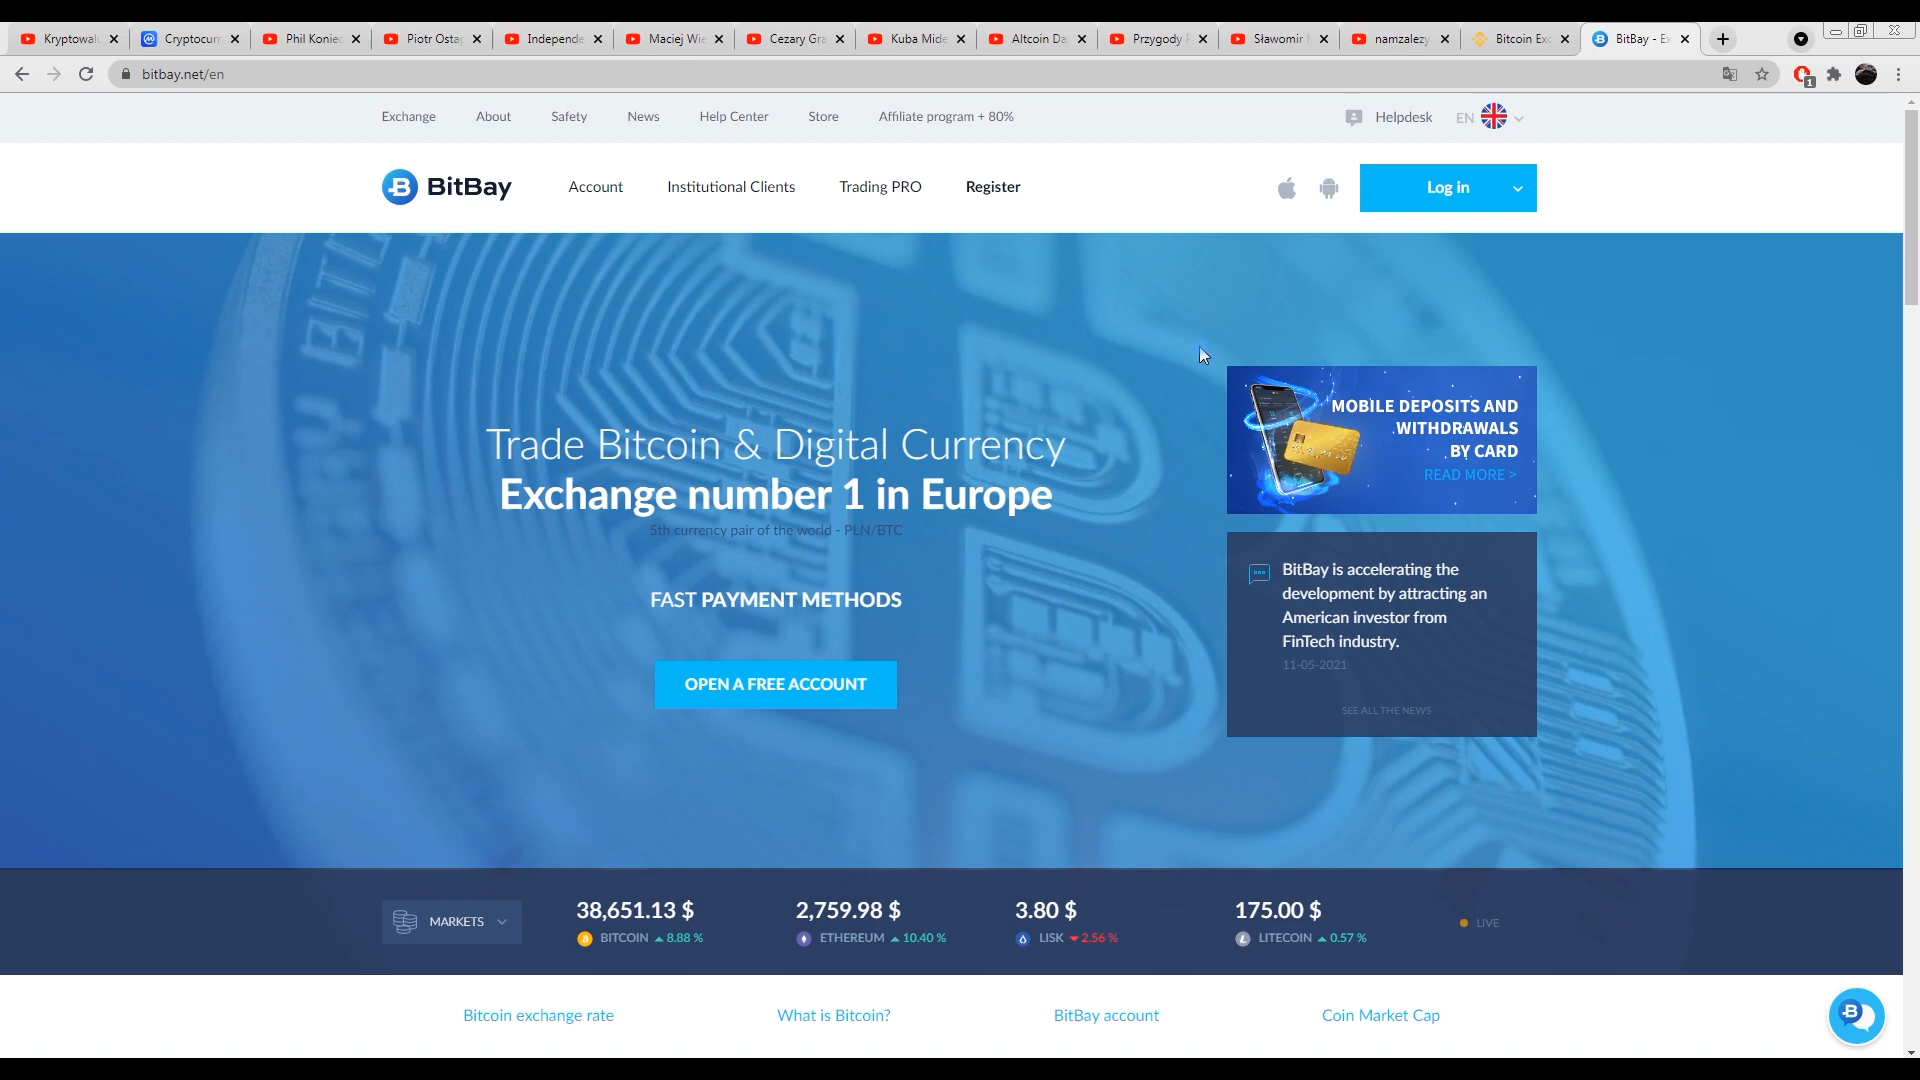 Kryptowal
Cryptocurr
Phil Koniec
Piotr Ostap
Independe
Maciej Wie
Cezary Gra
Kuba Mide
Altcoin Da
Przygody
Sławomir
namzalezy
Bitcoin Exc
BitBay - Ex
bitbay.net/en
1
Exchange
About
Safety
News
Help Center
Store
Affiliate program + 80%
Helpdesk
EN
BitBay
Account
Institutional Clients
Trading PRO
Register
Log in
Trade Bitcoin & Digital Currency
Exchange number 1 in Europe
5th currency pair of the world - PLN/BTC
FAST PAYMENT METHODS
OPEN A FREE ACCOUNT
MOBILE DEPOSITS AND
WITHDRAWALS
BY CARD
READ MORE >
BitBay is accelerating the
development by attracting an
American investor from
FinTech industry.
11-05-2021
SEE ALL THE NEWS
MARKETS
38,651.13 $
BITCOIN 8.88 %
2,759.98 $
ETHEREUM 10.40 %
3.80 $
LISK 2.56 %
175.00 $
LITECOIN 0.57 %
LIVE
Bitcoin exchange rate
What is Bitcoin?
BitBay account
Coin Market Cap